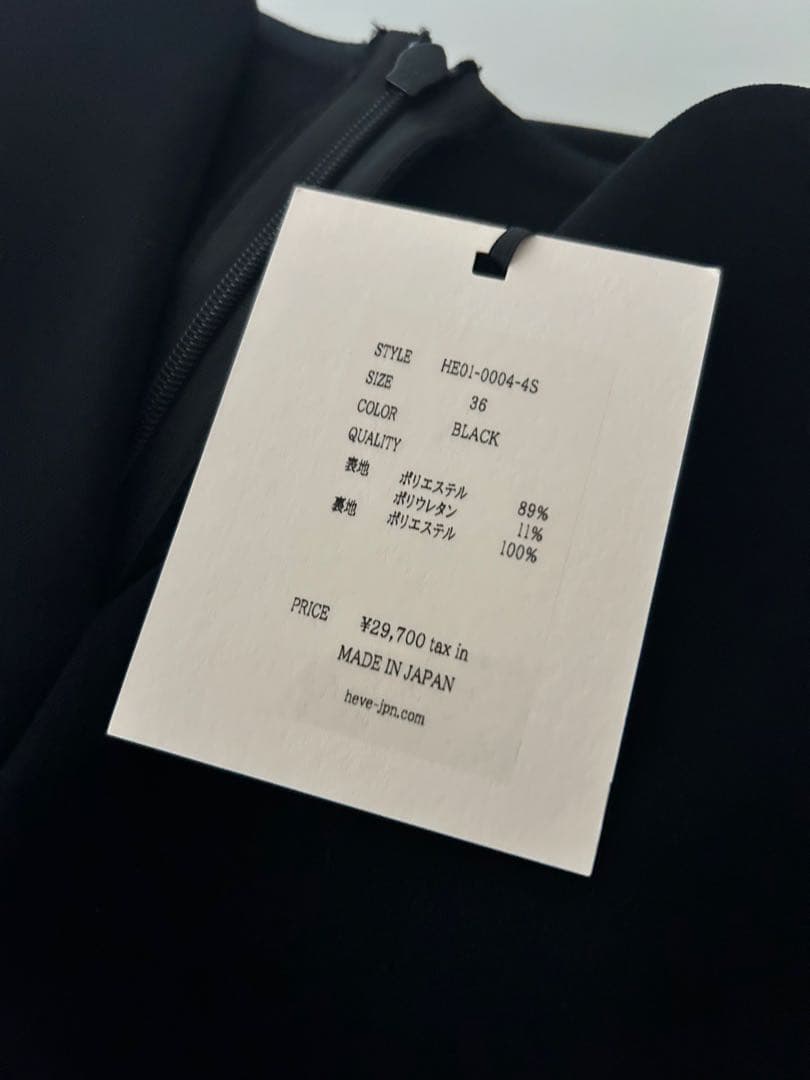 STYLE HE01-0004-4S
SIZE 36
COLOR BLACK
QUALITY
表地 ポリエステル 89%
ポリウレタン 11%
裏地 ポリエステル 100%
PRICE ¥29,700 tax in
MADE IN JAPAN
heve-jpn.com